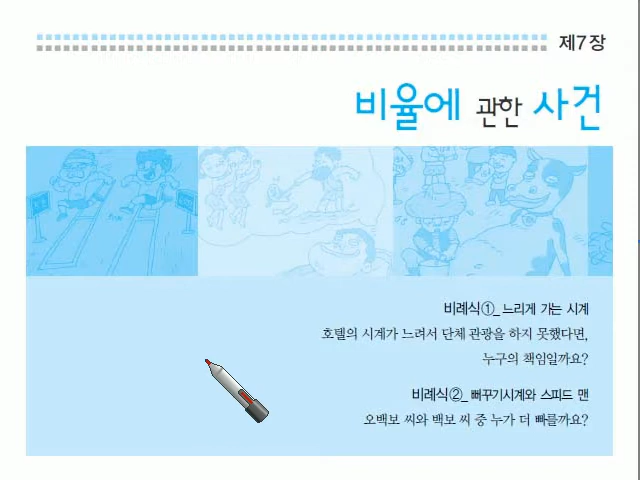 제7장
비율에 관한 사건
비례식①_ 느리게 가는 시계
호텔의 시계가 느려서 단체 관광을 하지 못했다면,
누구의 책임일까요?
비례식②_ 뻐꾸기시계와 스피드 맨
오백보 씨와 백보 씨 중 누가 더 빠를까요?